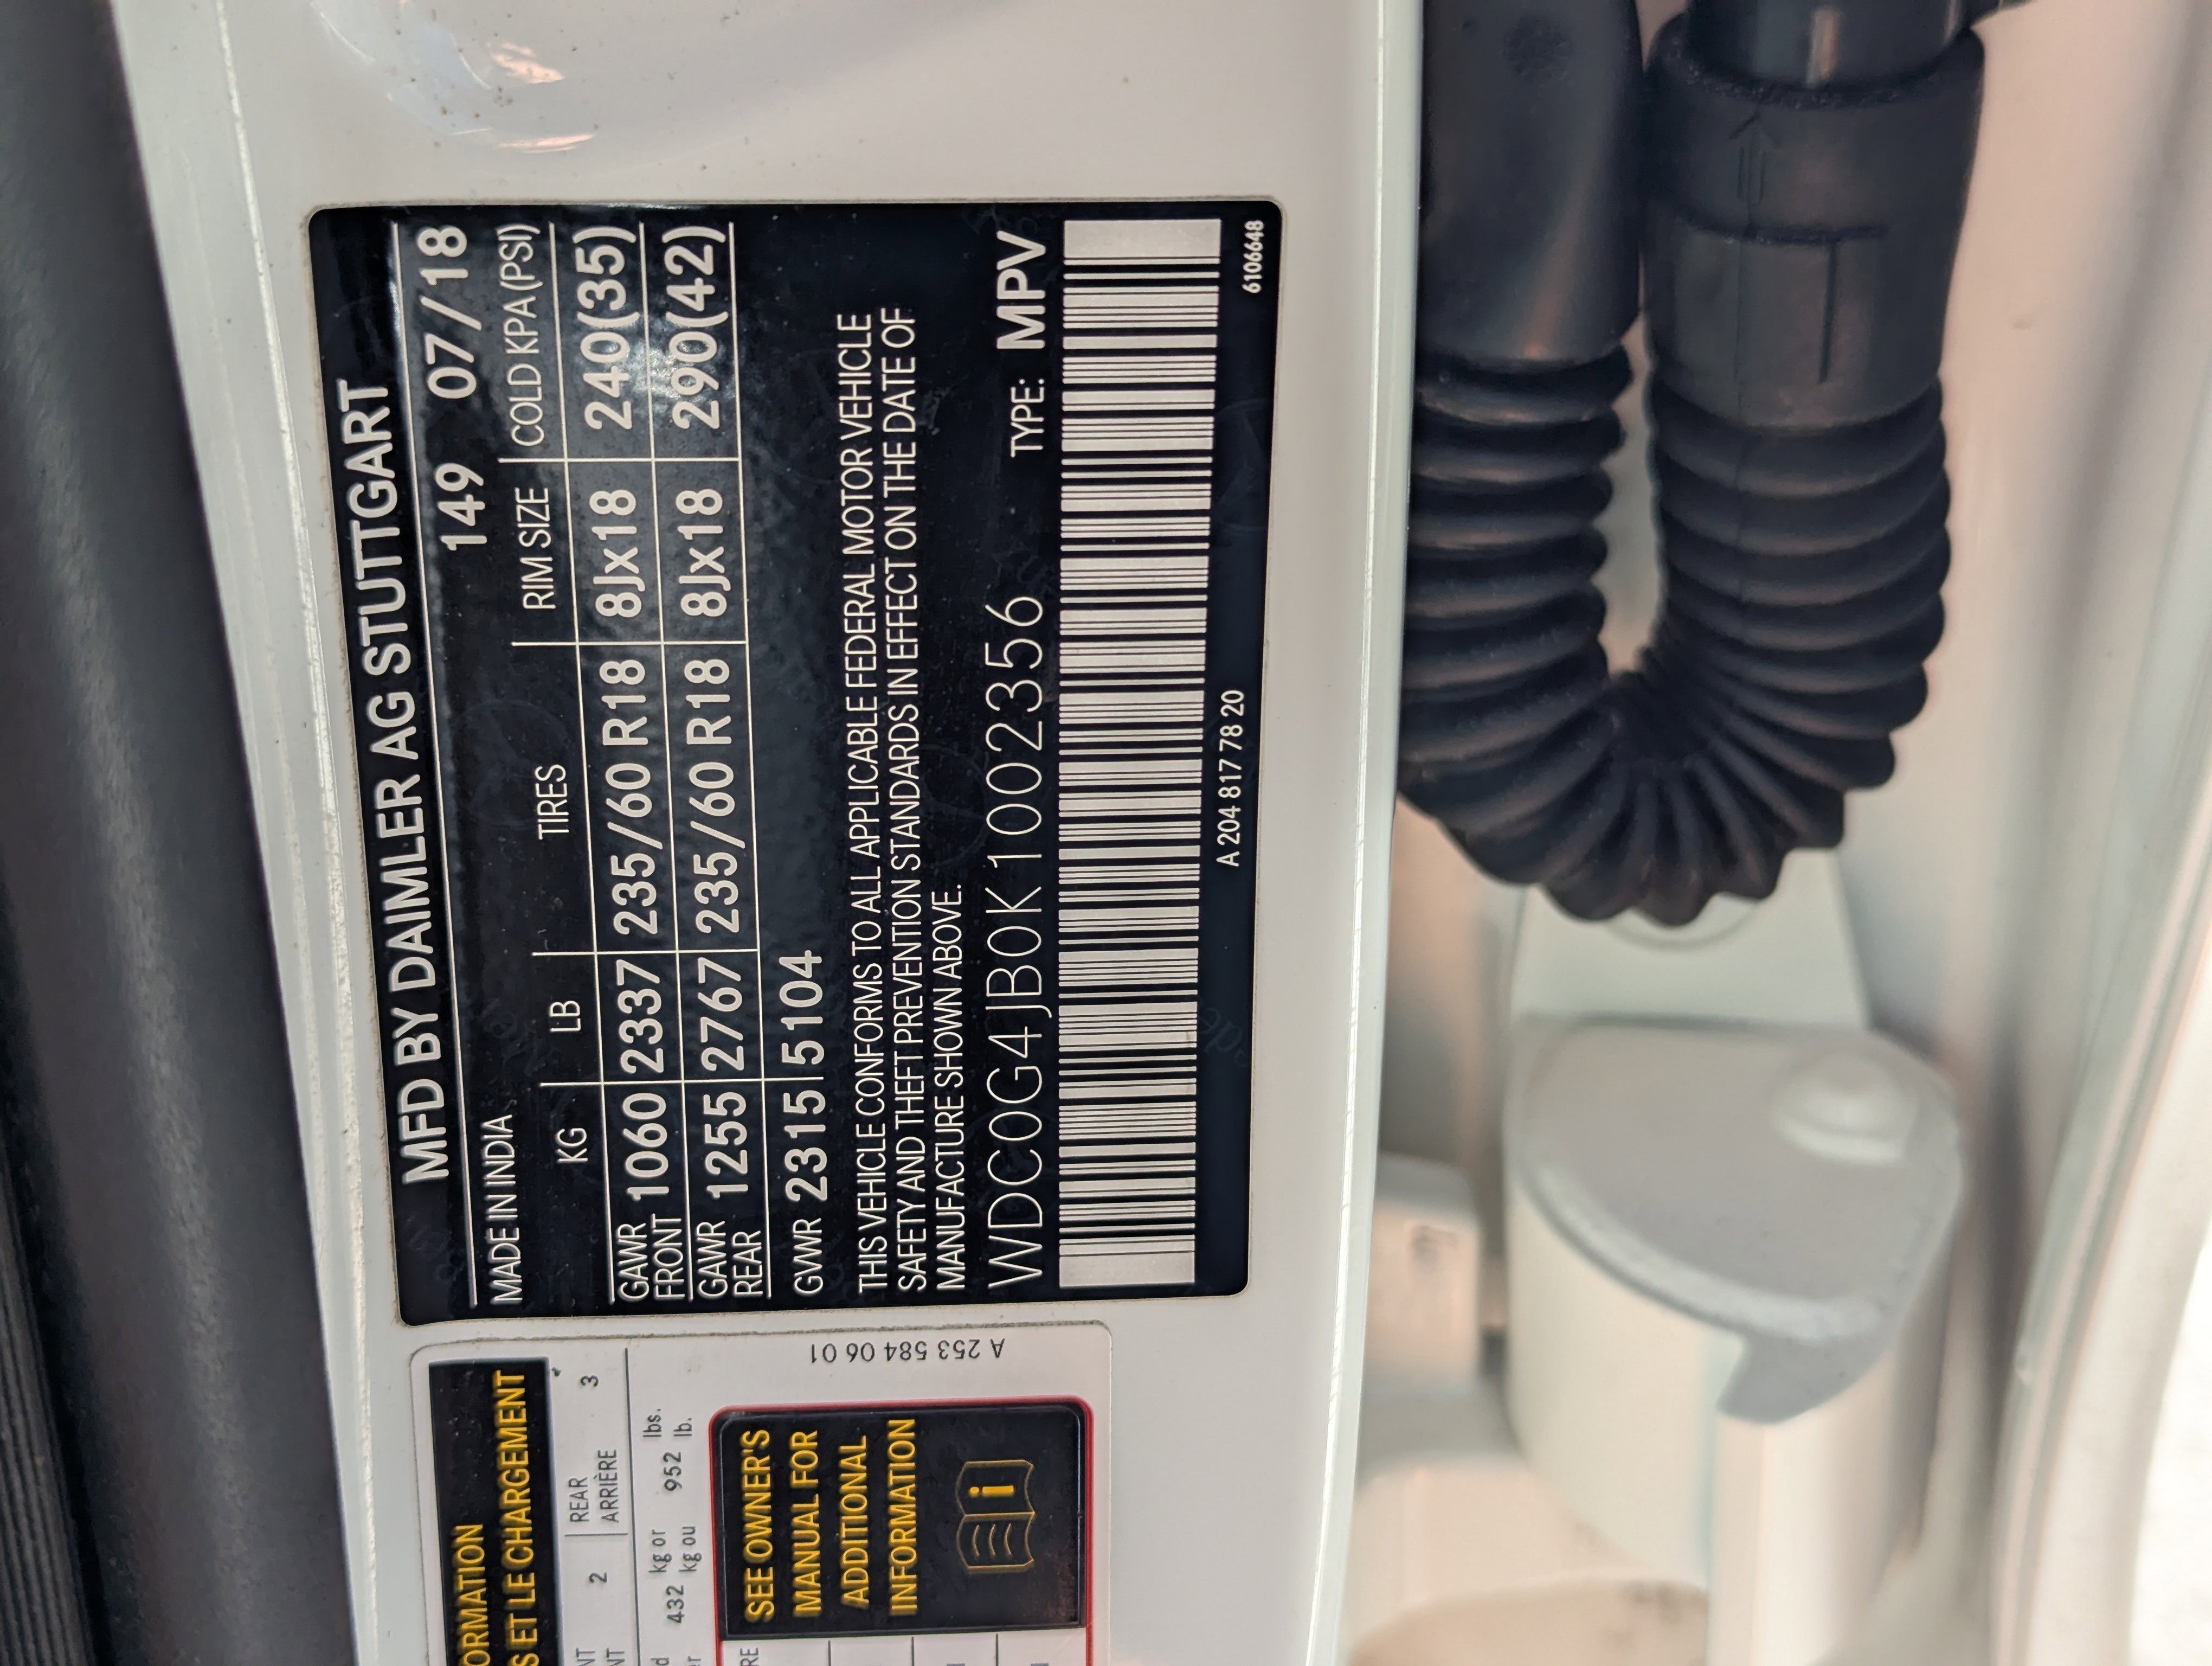 MFD BY DAIMLER AG STUTTGART
MADE IN INDIA 149 07/18
KG LB TIRES RIM SIZE COLD KPA (PSI)
GAWR FRONT 1060 2337 235/60 R18 8Jx18 240(35)
GAWR REAR 1255 2767 235/60 R18 8Jx18 290(42)
GVWR 2315 5104
THIS VEHICLE CONFORMS TO ALL APPLICABLE FEDERAL MOTOR VEHICLE
SAFETY AND THEFT PREVENTION STANDARDS IN EFFECT ON THE DATE OF
MANUFACTURE SHOWN ABOVE.
TYPE: MPV
WDC0G4JB0K1002356
A 204 817 78 20
6106648
ET LE CHARGEMENT
2 REAR 3
ARRIÈRE
432 kg or 952 lbs.
kg ou lb.
SEE OWNER'S
MANUAL FOR
ADDITIONAL
INFORMATION
i
A 253 584 06 01